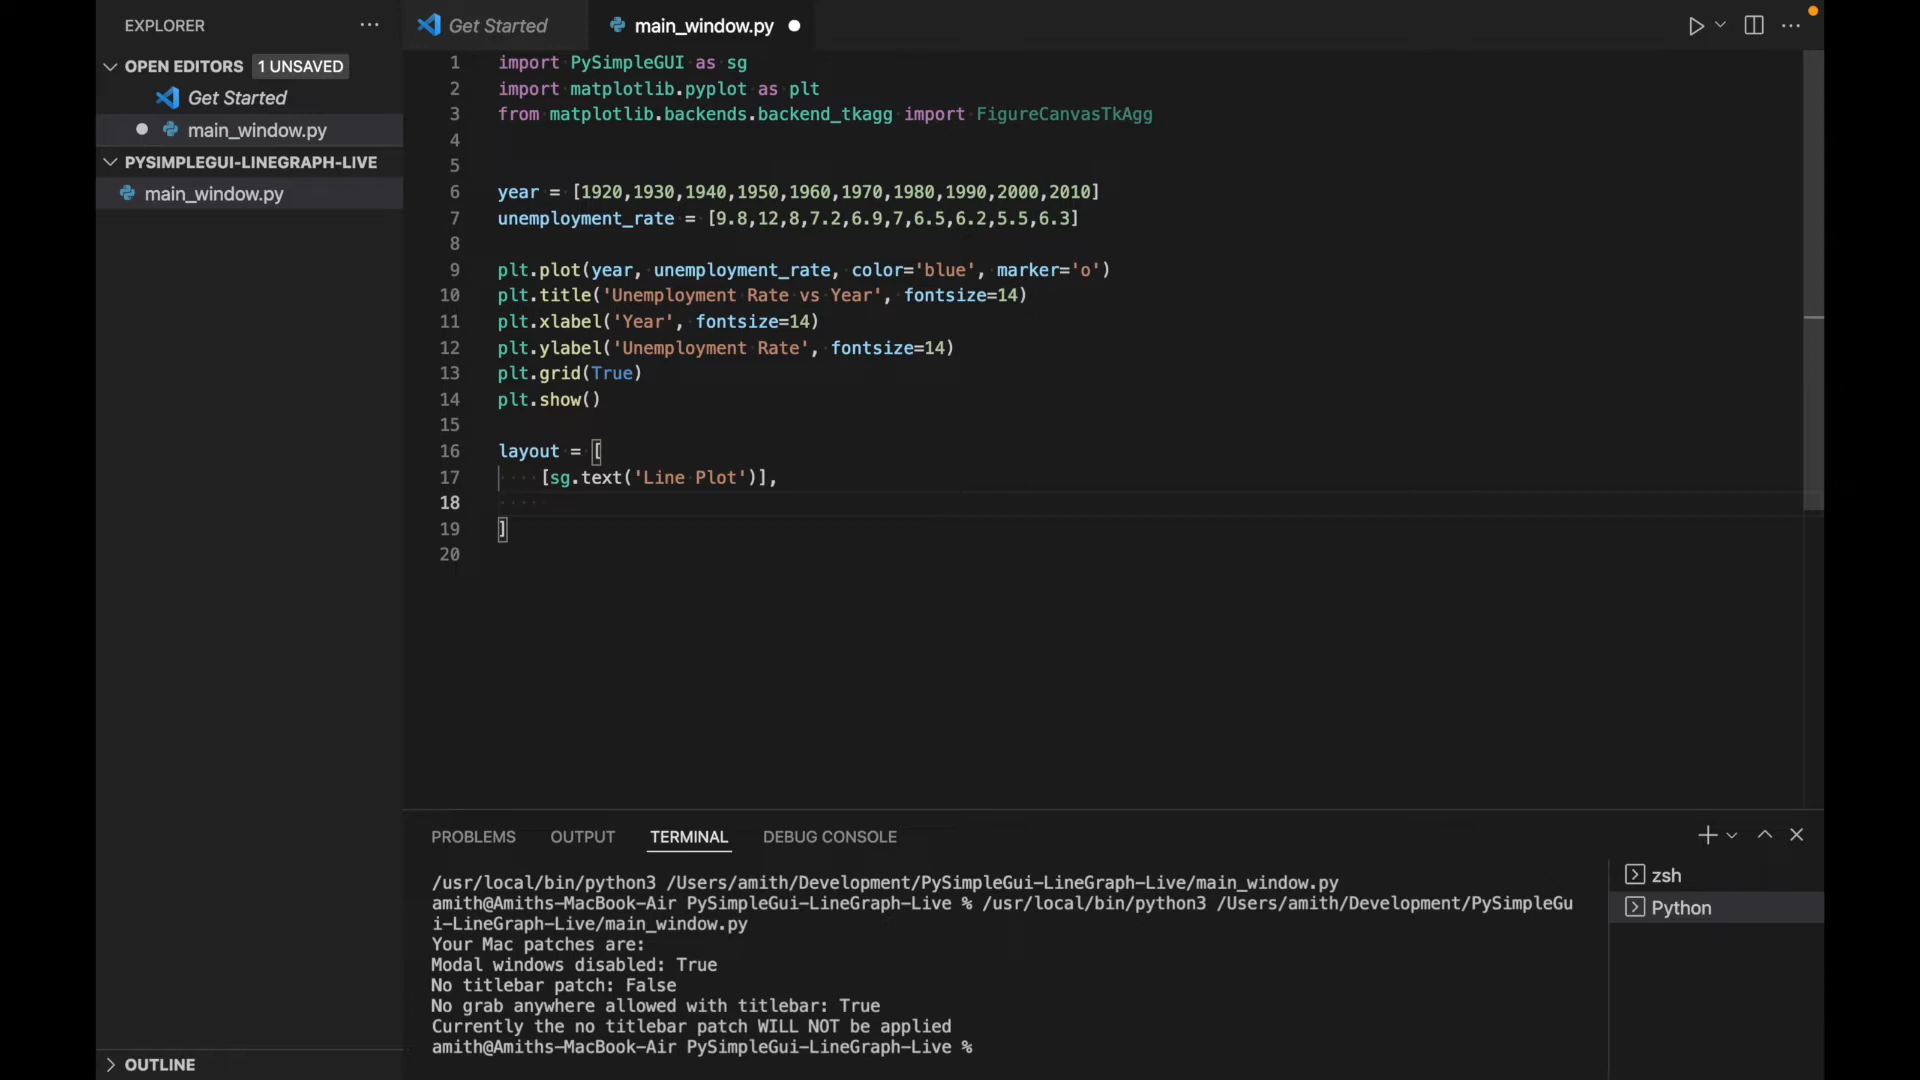 EXPLORER
OPEN EDITORS 1 UNSAVED
Get Started
main_window.py
PYSIMPLEGUI-LINEGRAPH-LIVE
main_window.py
OUTLINE
Get Started
main_window.py
1 import PySimpleGUI as sg
2 import matplotlib.pyplot as plt
3 from matplotlib.backends.backend_tkagg import FigureCanvasTkAgg
4
5
6 year = [1920,1930,1940,1950,1960,1970,1980,1990,2000,2010]
7 unemployment_rate = [9.8,12,8,7.2,6.9,7,6.5,6.2,5.5,6.3]
8
9 plt.plot(year, unemployment_rate, color='blue', marker='o')
10 plt.title('Unemployment Rate vs Year', fontsize=14)
11 plt.xlabel('Year', fontsize=14)
12 plt.ylabel('Unemployment Rate', fontsize=14)
13 plt.grid(True)
14 plt.show()
15
16 layout = [
17     [sg.text('Line Plot')],
18
19 ]
20
PROBLEMS OUTPUT TERMINAL DEBUG CONSOLE
/usr/local/bin/python3 /Users/amith/Development/PySimpleGui-LineGraph-Live/main_window.py
amith@Amiths-MacBook-Air PySimpleGui-LineGraph-Live % /usr/local/bin/python3 /Users/amith/Development/PySimpleGu
i-LineGraph-Live/main_window.py
Your Mac patches are:
Modal windows disabled: True
No titlebar patch: False
No grab anywhere allowed with titlebar: True
Currently the no titlebar patch WILL NOT be applied
amith@Amiths-MacBook-Air PySimpleGui-LineGraph-Live %
zsh
Python